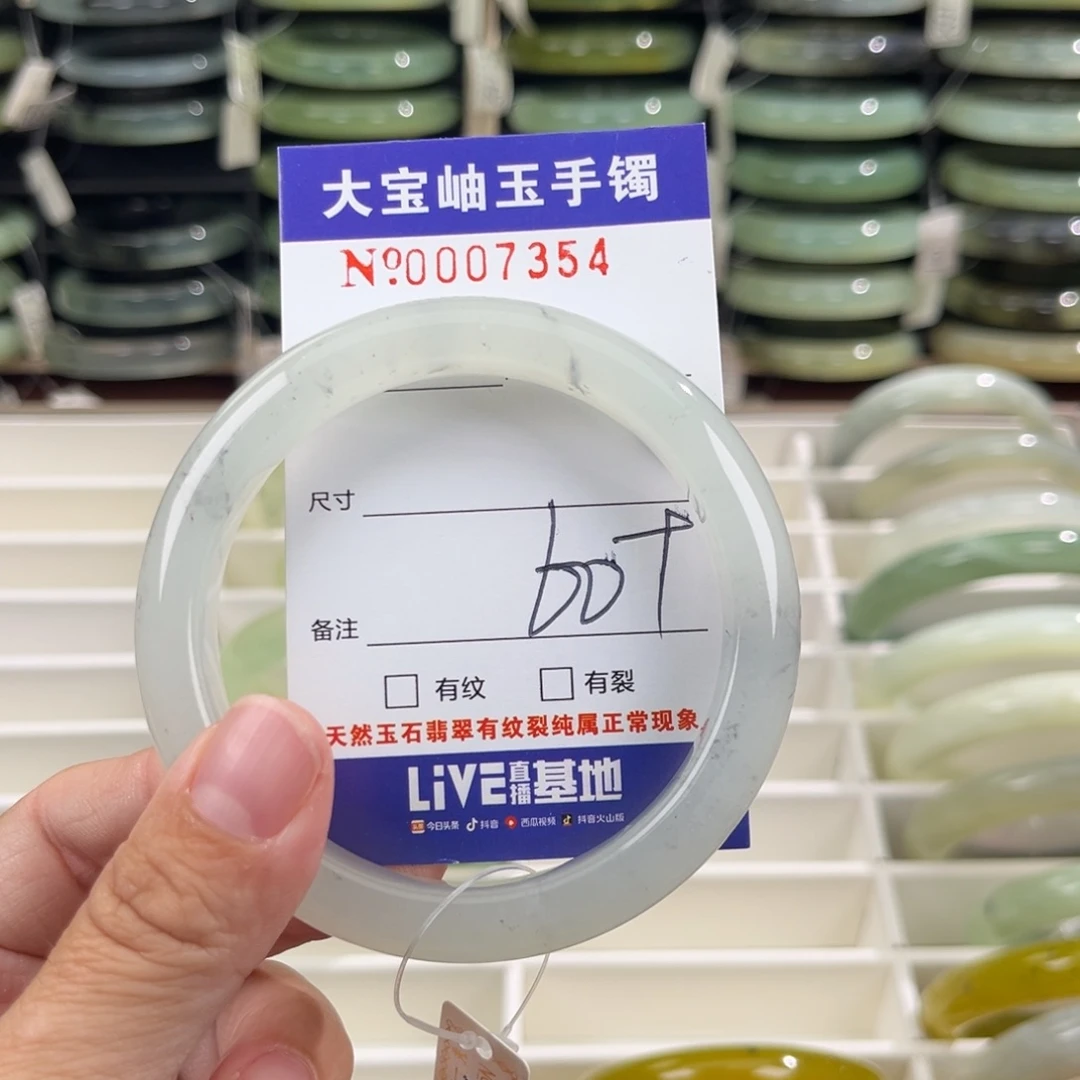 大宝岫玉手镯
Nº0007354
尺寸
备注
有纹 有裂
天然玉石翡翠有纹裂纯属正常现象
LiVE直播基地
今日头条 抖音 西瓜视频 抖音火山版